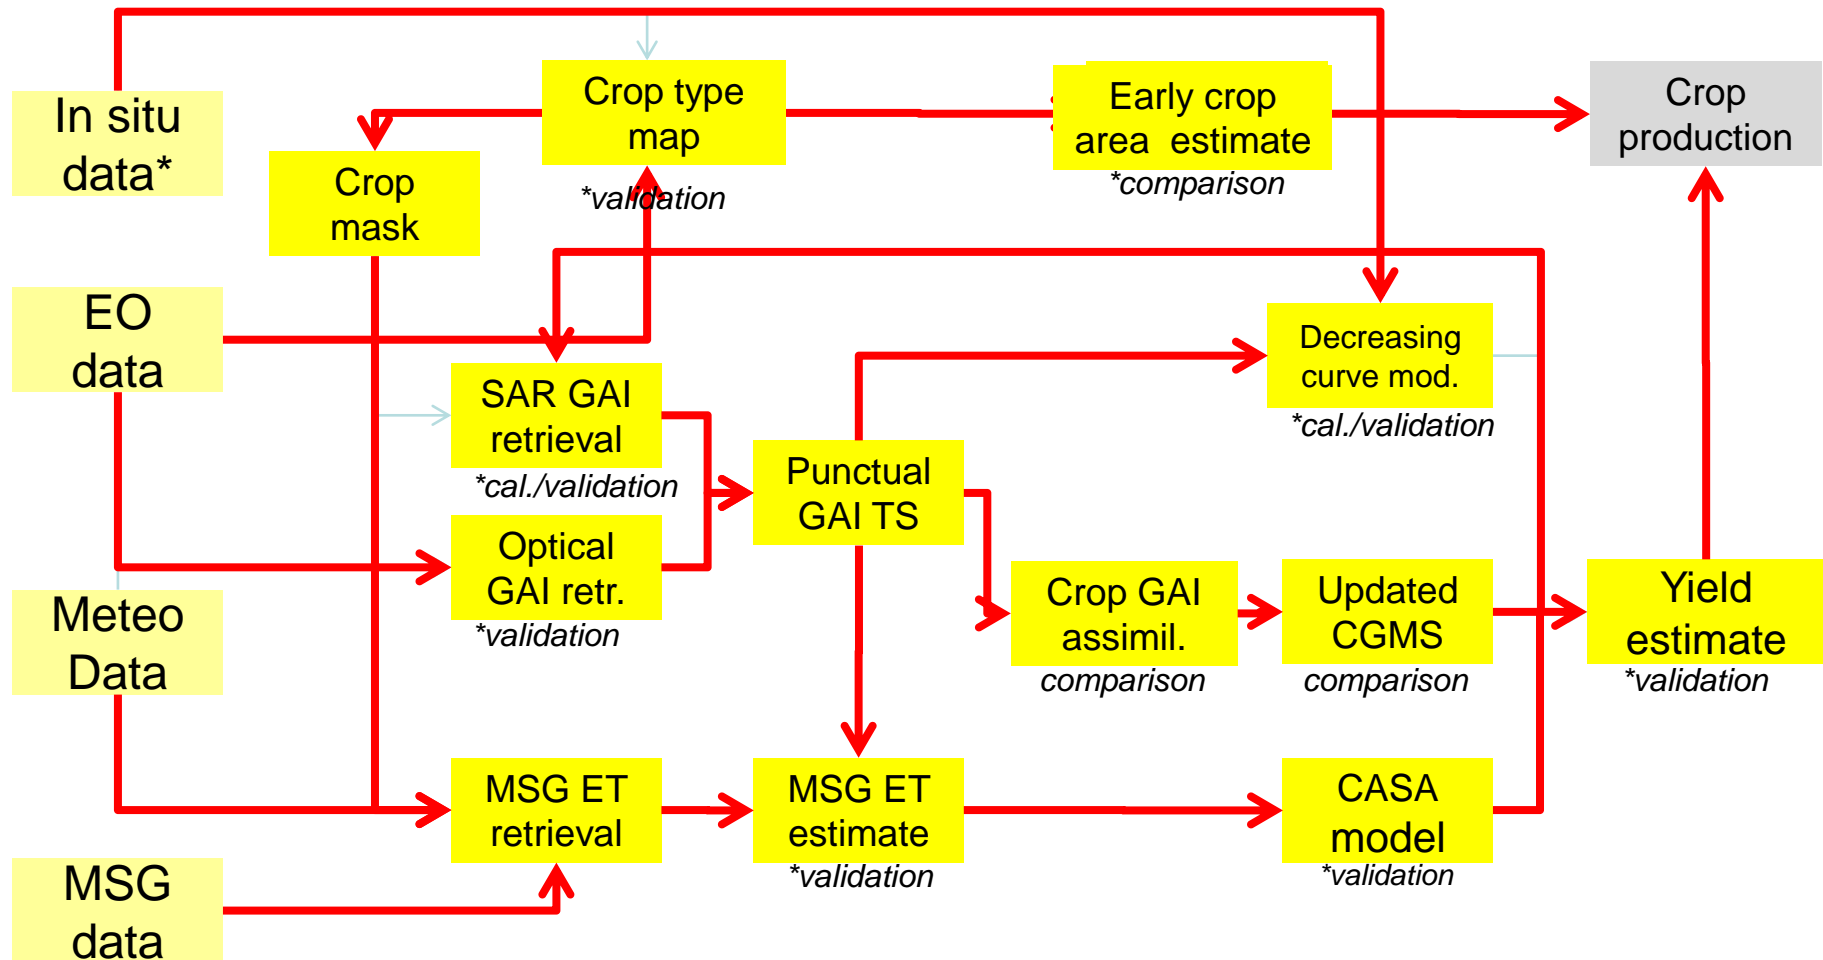 In situ
data*
EO
data
Meteo
Data
MSG
data
Crop
mask
Crop type
map
*validation
Early crop
area  estimate
*comparison
Crop
production
SAR GAI
retrieval
*cal./validation
Optical
GAI retr.
*validation
Punctual
GAI TS
Decreasing
curve mod.
*cal./validation
Crop GAI
assimil.
comparison
Updated
CGMS
comparison
Yield
estimate
*validation
MSG ET
retrieval
MSG ET
estimate
*validation
CASA
model
*validation